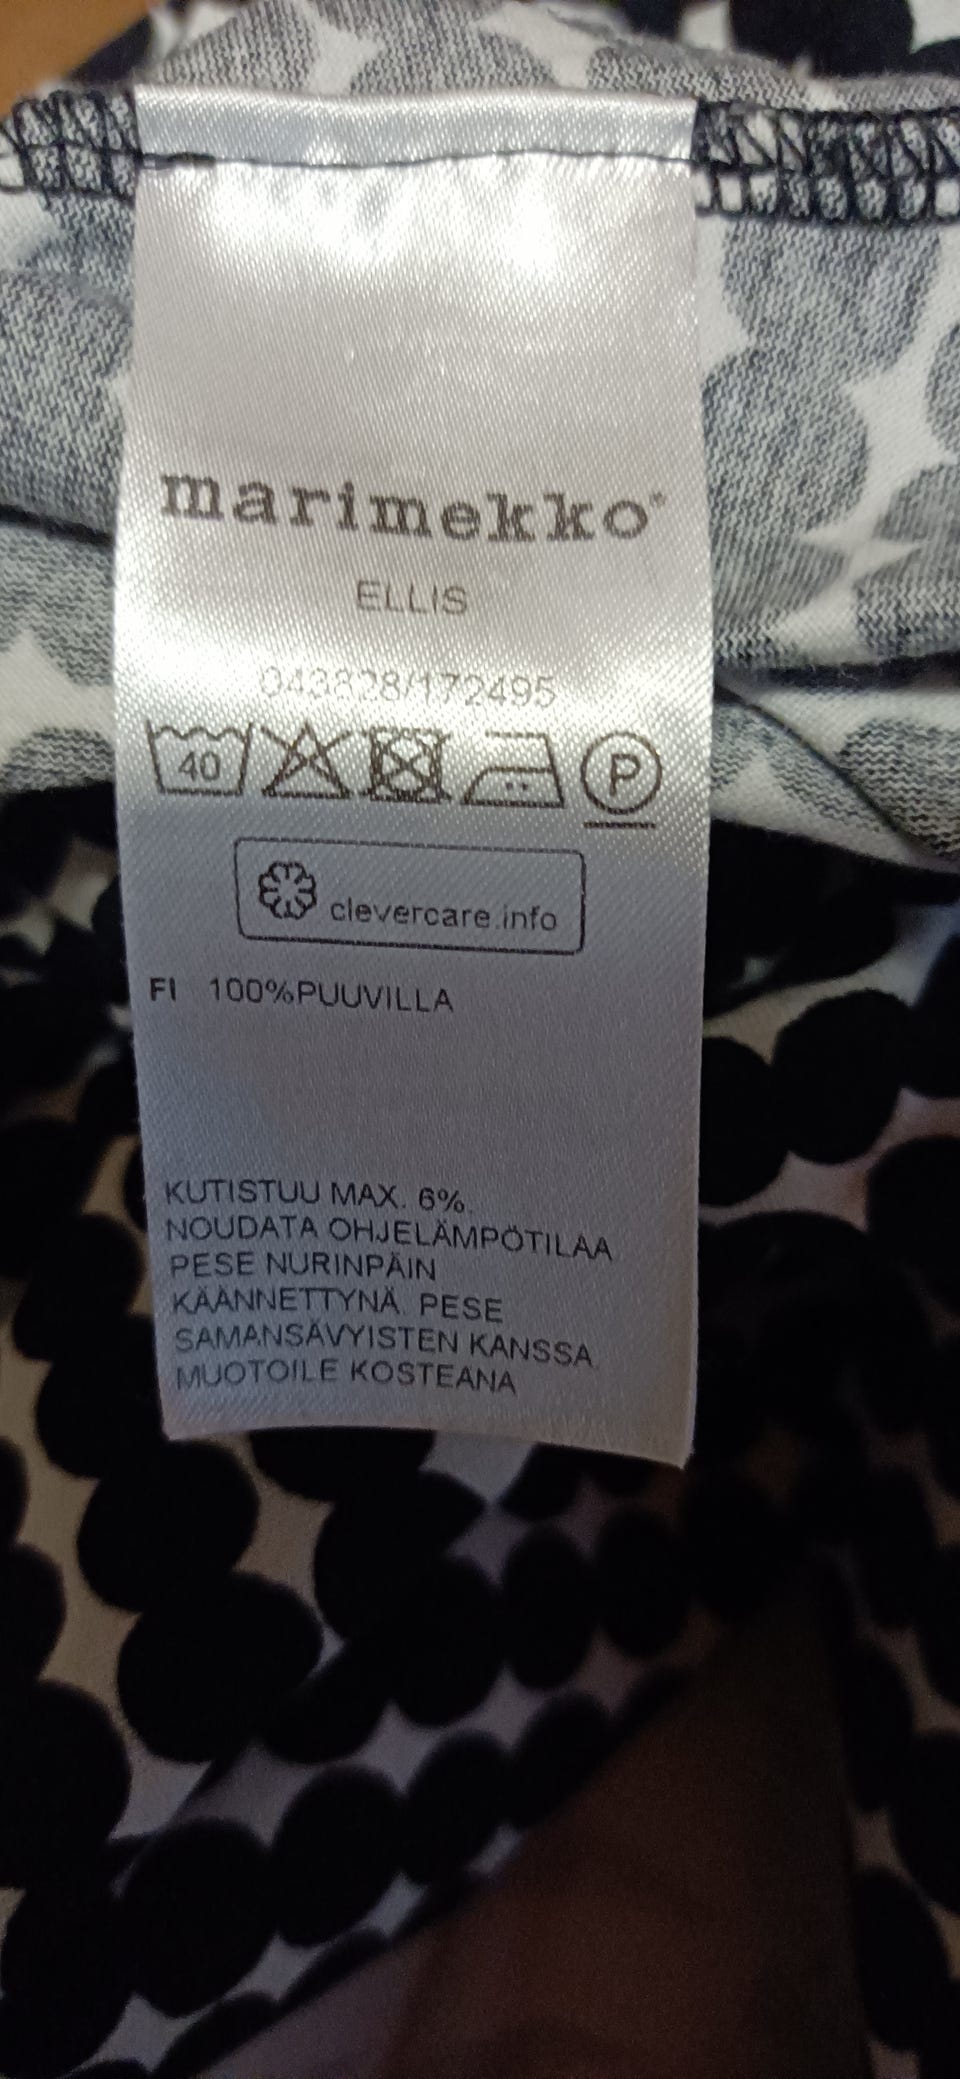 marimekko®
ELLIS
043828/172495
40 P
clevercare.info
FI 100%PUUVILLA
KUTISTUU MAX. 6%.
NOUDATA OHJELÄMPÖTILAA
PESE NURINPÄIN
KÄÄNNETTYNÄ. PESE
SAMANSÄVYISTEN KANSSA.
MUOTOILE KOSTEANA